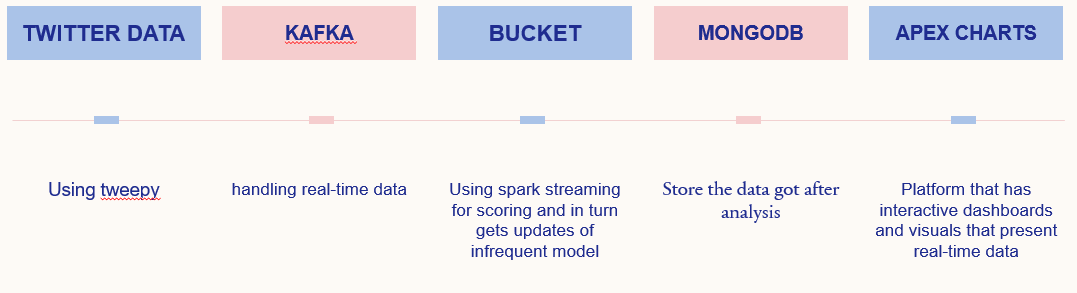 TWITTER DATA
KAFKA
BUCKET
MONGODB
APEX CHARTS
Using tweepy
handling real-time data
Using spark streaming
for scoring and in turn
gets updates of
infrequent model
Store the data got after
analysis
Platform that has
interactive dashboards
and visuals that present
real-time data